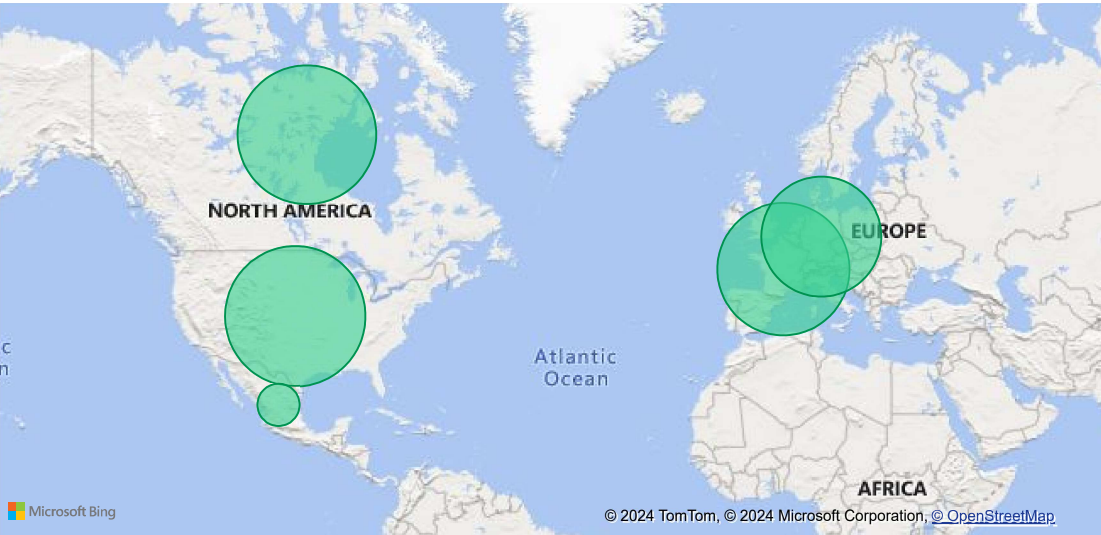 NORTH AMERICA
EUROPE
c
n
Atlantic
Ocean
AFRICA
Microsoft Bing
© 2024 TomTom, © 2024 Microsoft Corporation, © OpenStreetMap